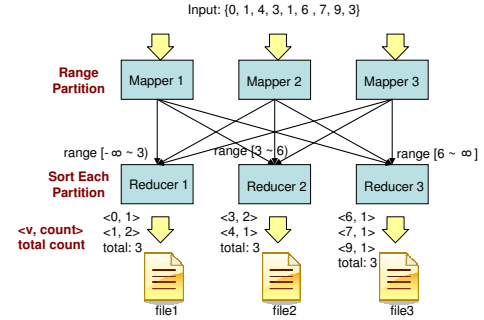 Input: {0, 1, 4, 3, 1, 6 , 7, 9, 3}
Range
Partition
Mapper 1
Mapper 2
Mapper 3
range [- ∞ ~ 3)
range [3 ~ 6)
range [6 ~ ∞ ]
Sort Each
Partition
Reducer 1
Reducer 2
Reducer 3
<v, count>
total count
<0, 1>
<1, 2>
total: 3
<3, 2>
<4, 1>
total: 3
<6, 1>
<7, 1>
<9, 1>
total: 3
file1
file2
file3